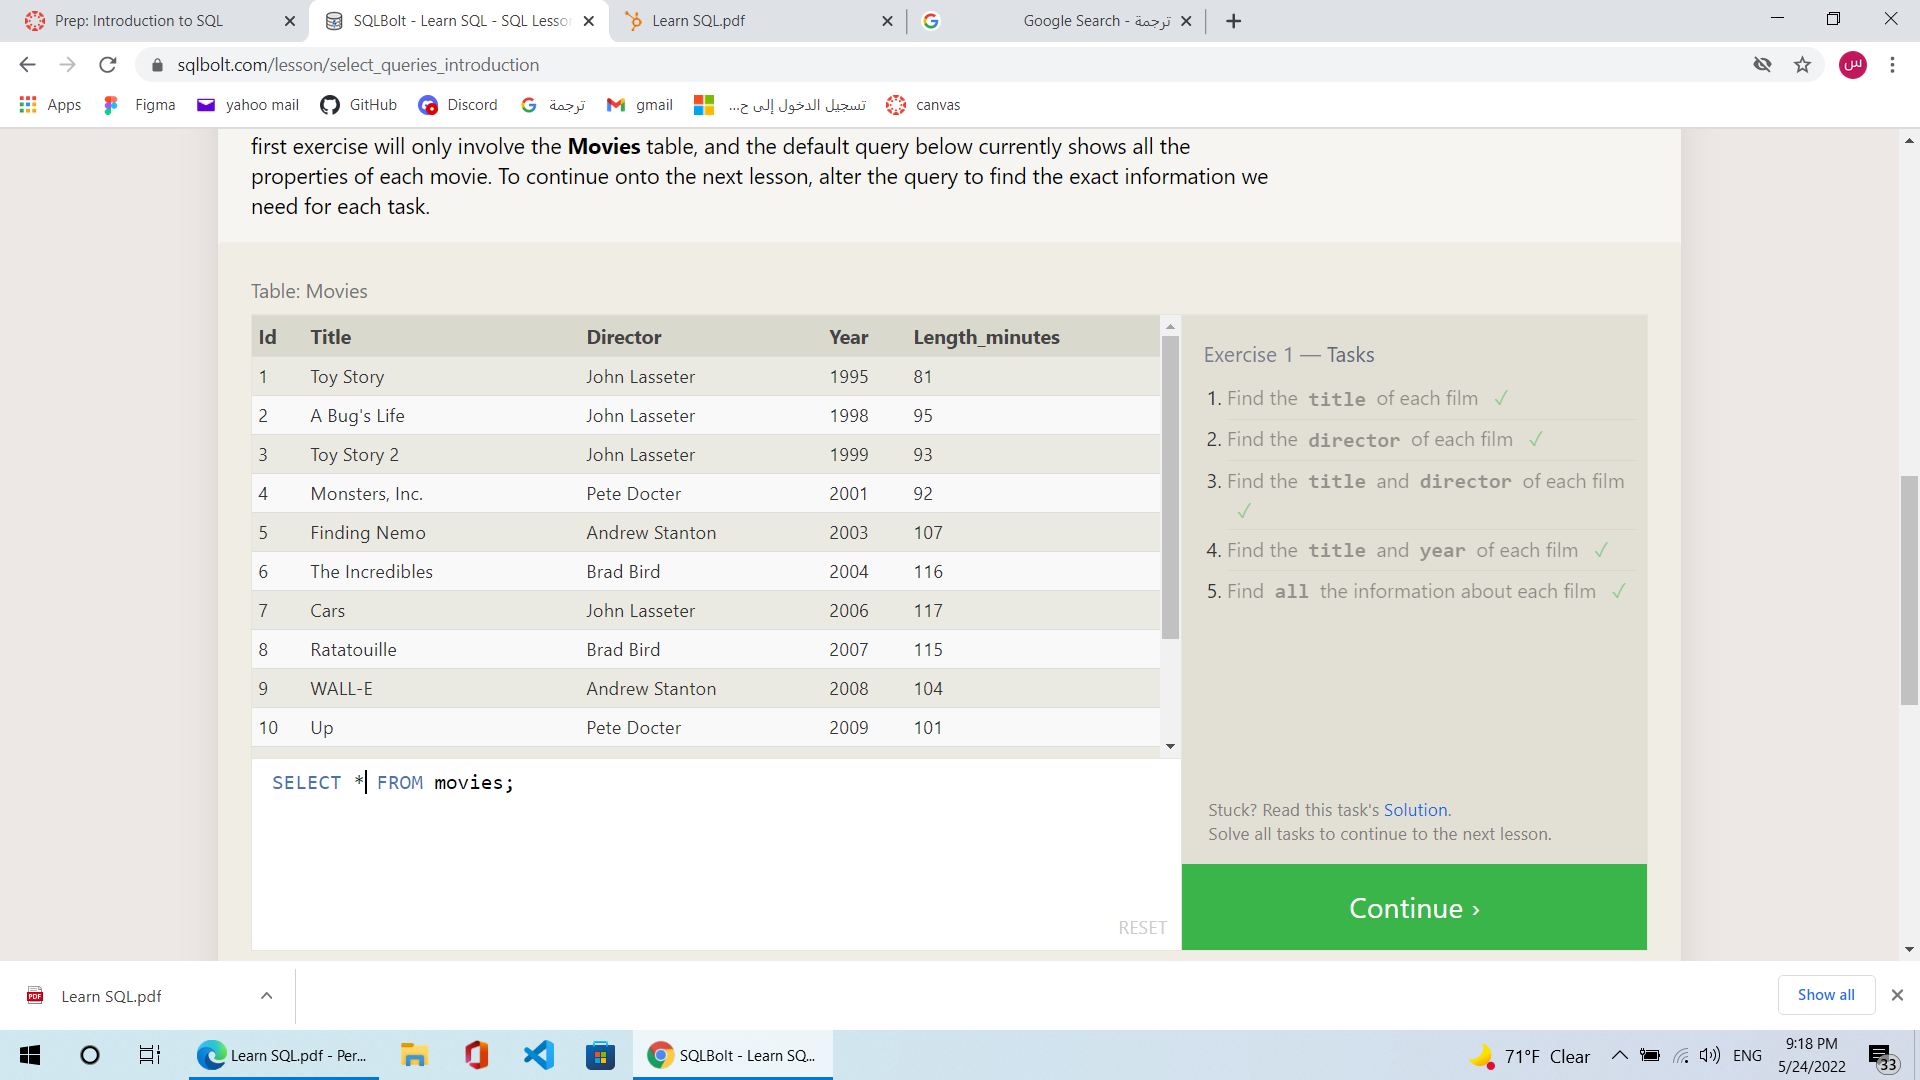 Prep: Introduction to SQL
SQLBolt - Learn SQL - SQL Lesson
Learn SQL.pdf
ترجمة - Google Search
sqlbolt.com/lesson/select_queries_introduction
س
Apps
Figma
yahoo mail
GitHub
Discord
ترجمة
gmail
تسجيل الدخول إلى ح...
canvas
first exercise will only involve the Movies table, and the default query below currently shows all the
properties of each movie. To continue onto the next lesson, alter the query to find the exact information we
need for each task.
Table: Movies
Id Title Director Year Length_minutes
1 Toy Story John Lasseter 1995 81
2 A Bug's Life John Lasseter 1998 95
3 Toy Story 2 John Lasseter 1999 93
4 Monsters, Inc. Pete Docter 2001 92
5 Finding Nemo Andrew Stanton 2003 107
6 The Incredibles Brad Bird 2004 116
7 Cars John Lasseter 2006 117
8 Ratatouille Brad Bird 2007 115
9 WALL-E Andrew Stanton 2008 104
10 Up Pete Docter 2009 101
SELECT * FROM movies;
RESET
Exercise 1 — Tasks
1. Find the title of each film ✓
2. Find the director of each film ✓
3. Find the title and director of each film
✓
4. Find the title and year of each film ✓
5. Find all the information about each film ✓
Stuck? Read this task's Solution.
Solve all tasks to continue to the next lesson.
Continue ›
PDF
Learn SQL.pdf
Show all
Learn SQL.pdf - Per...
SQLBolt - Learn SQ...
71°F Clear
ENG
9:18 PM
5/24/2022
33